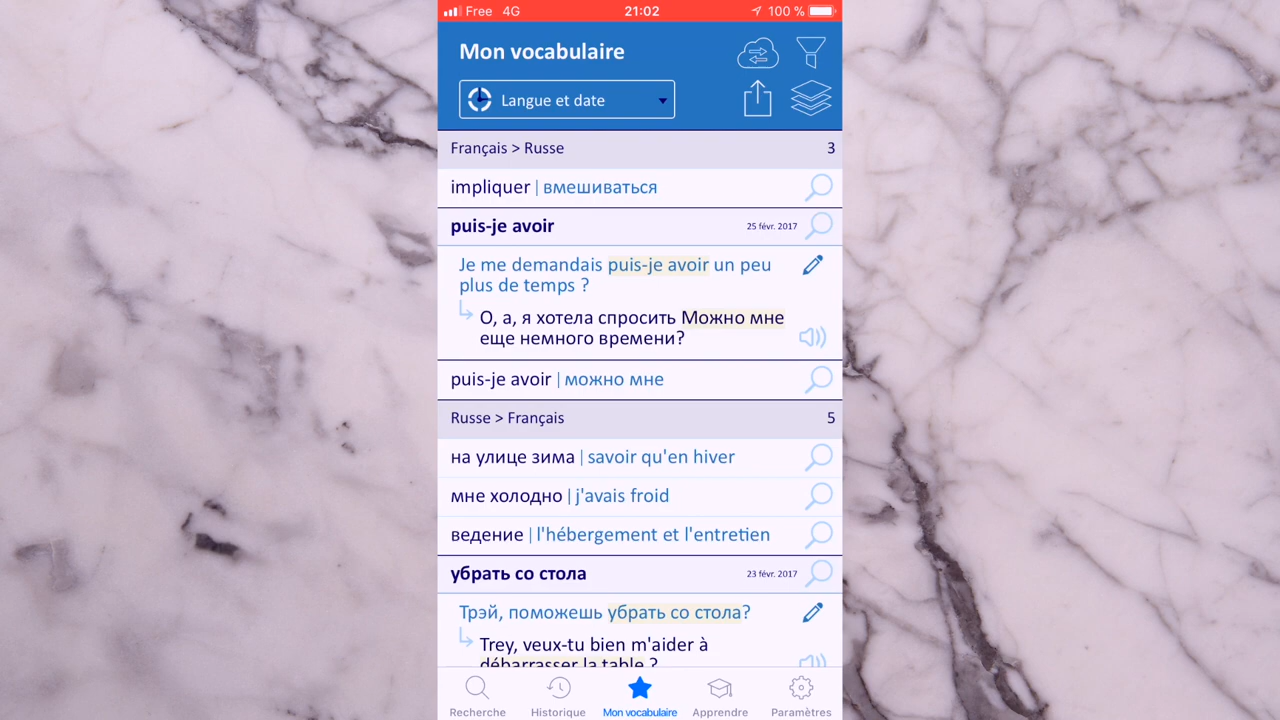 Free 4G 21:02 100 %
Mon vocabulaire
Langue et date
Français > Russe 3
impliquer | вмешиваться
puis-je avoir 25 févr. 2017
Je me demandais puis-je avoir un peu
plus de temps ?
О, а, я хотела спросить Можно мне
еще немного времени?
puis-je avoir | можно мне
Russe > Français 5
на улице зима | savoir qu'en hiver
мне холодно | j'avais froid
ведение | l'hébergement et l'entretien
убрать со стола 23 févr. 2017
Трэй, поможешь убрать со стола?
Trey, veux-tu bien m'aider à
débarrasser la table ?
Recherche Historique Mon vocabulaire Apprendre Paramètres